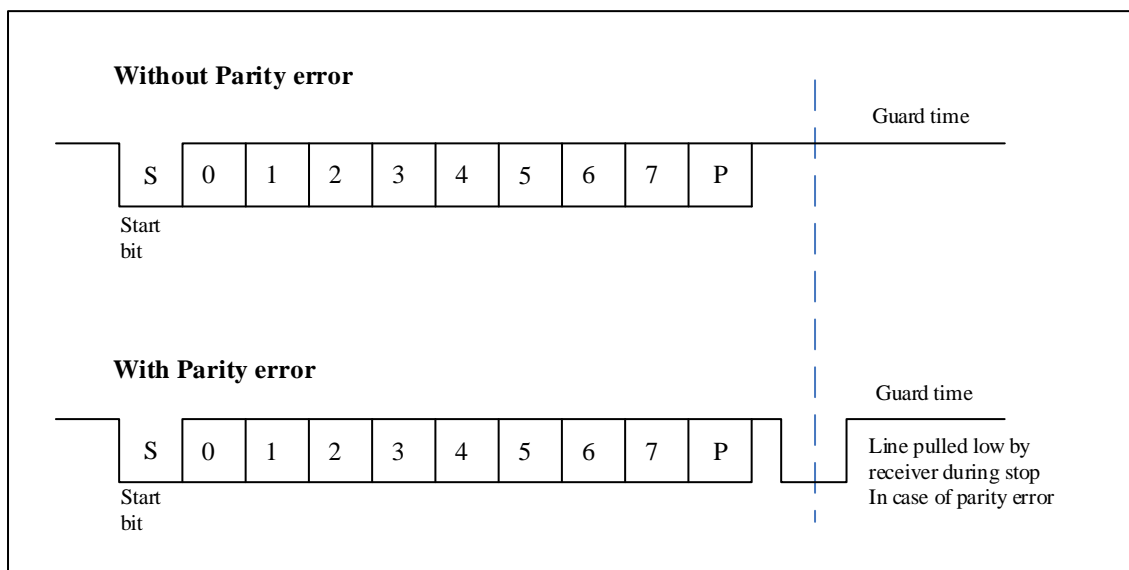 Without Parity error
Guard time
S 0 1 2 3 4 5 6 7 P
Start
bit
With Parity error
Guard time
S 0 1 2 3 4 5 6 7 P
Line pulled low by
receiver during stop
In case of parity error
Start
bit